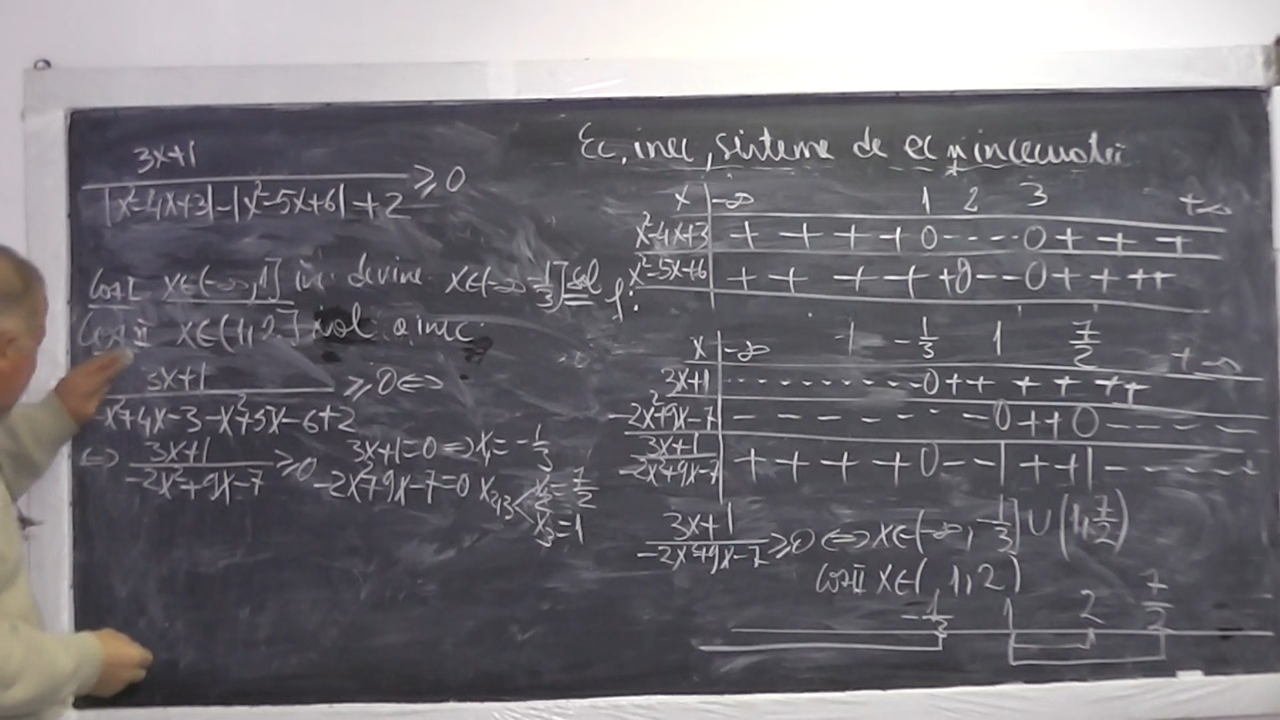 Ec, inec, sisteme de ec
3x+1
|x²-4x+3|-|x²-5x+6|+2 ≥ 0
Caz I x∈(-∞,1] in. devine x∈(-∞ -1/3] sol
Caz II x∈(1,2] sol. a inec.
3x+1
-x²+4x-3-x²+5x-6+2 ≥ 0 ⇔
⇔ 3x+1
-2x²+9x-7 ≥ 0
3x+1=0 ⇒ x₁=-1/3
-2x²+9x-7=0 x₂,₃ x₂=7/2
x₃=1
x | -∞ 1 2 3 +∞
x²-4x+3 | + + + + 0 - - - - 0 + + +
x²-5x+6 | + + + + + 0 - - 0 + + + +
x | -∞ -1/3 1 7/2 +∞
3x+1 | - - - - - - - - - - 0 + + + + + +
-2x²+9x-7 | - - - - - - - 0 + + 0 - - - -
3x+1
-2x²+9x-7 | + + + + 0 - - | + + | - - - - - -
3x+1
-2x²+9x-7 ≥ 0 ⇔ x∈(-∞, -1/3] ∪ (1, 7/2)
Caz II x∈( 1, 2)
-1/3 1 2 7/2